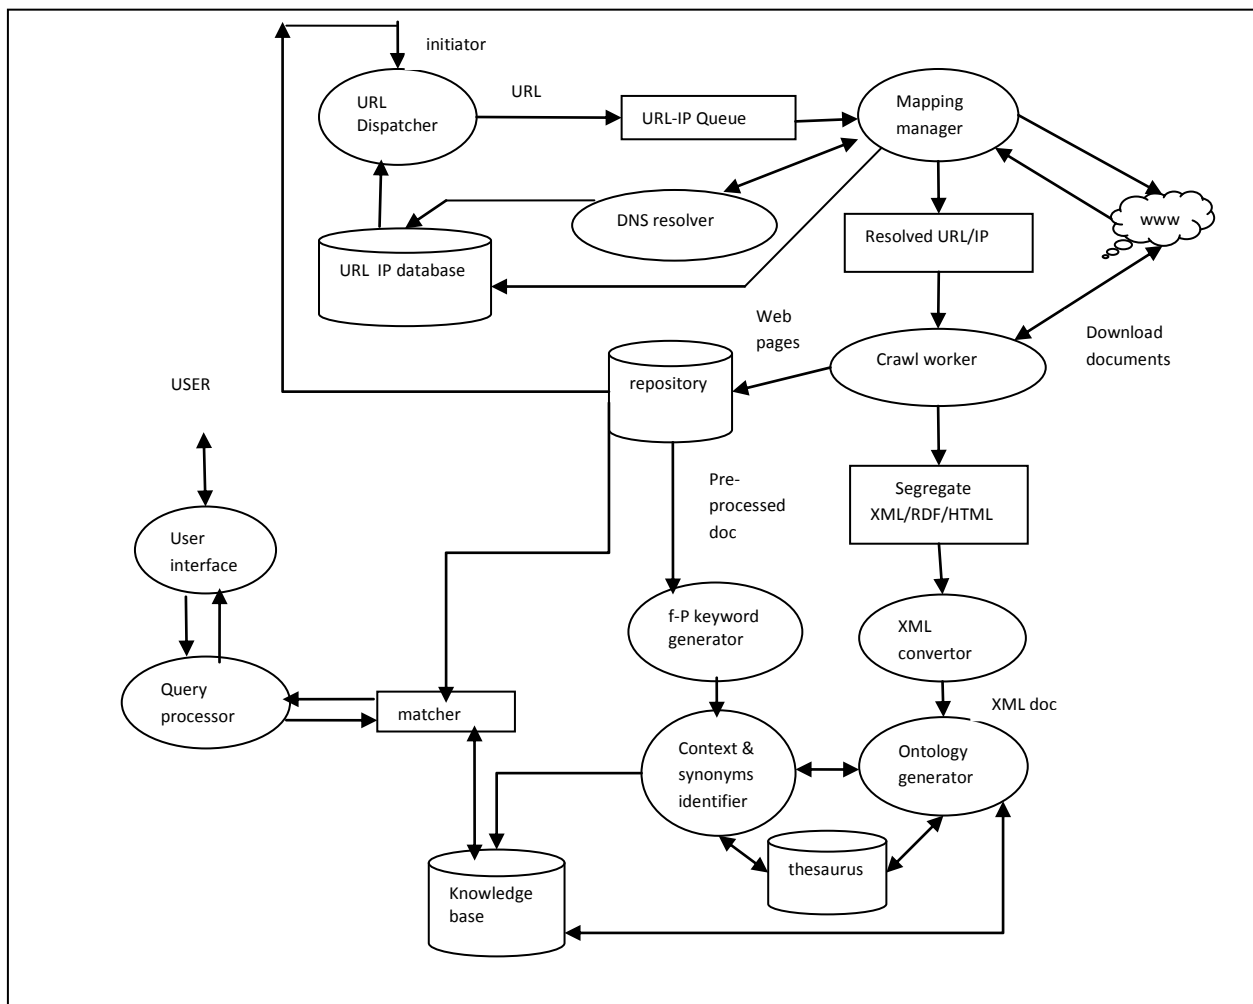 initiator
URL
Dispatcher
URL
URL-IP Queue
Mapping
manager
DNS resolver
www
URL  IP database
Resolved URL/IP
Web
pages
Download
documents
Crawl worker
repository
USER
Pre-
processed
doc
Segregate
XML/RDF/HTML
User
interface
f-P keyword
generator
XML
convertor
Query
processor
matcher
XML doc
Context &
synonyms
identifier
Ontology
generator
thesaurus
Knowledge
base